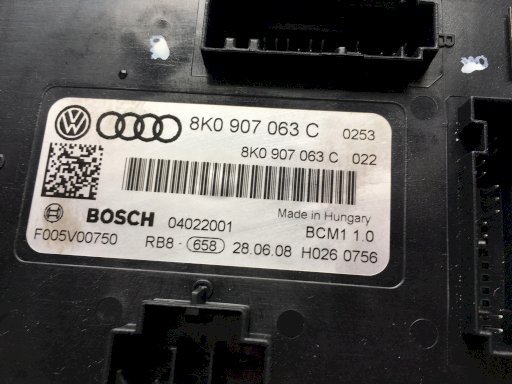 8K0 907 063 C 0253
8K0 907 063 C 022
BOSCH 04022001 Made in Hungary
BCM1 1.0
F005V00750 RB8 - 658 28.06.08 H026 0756